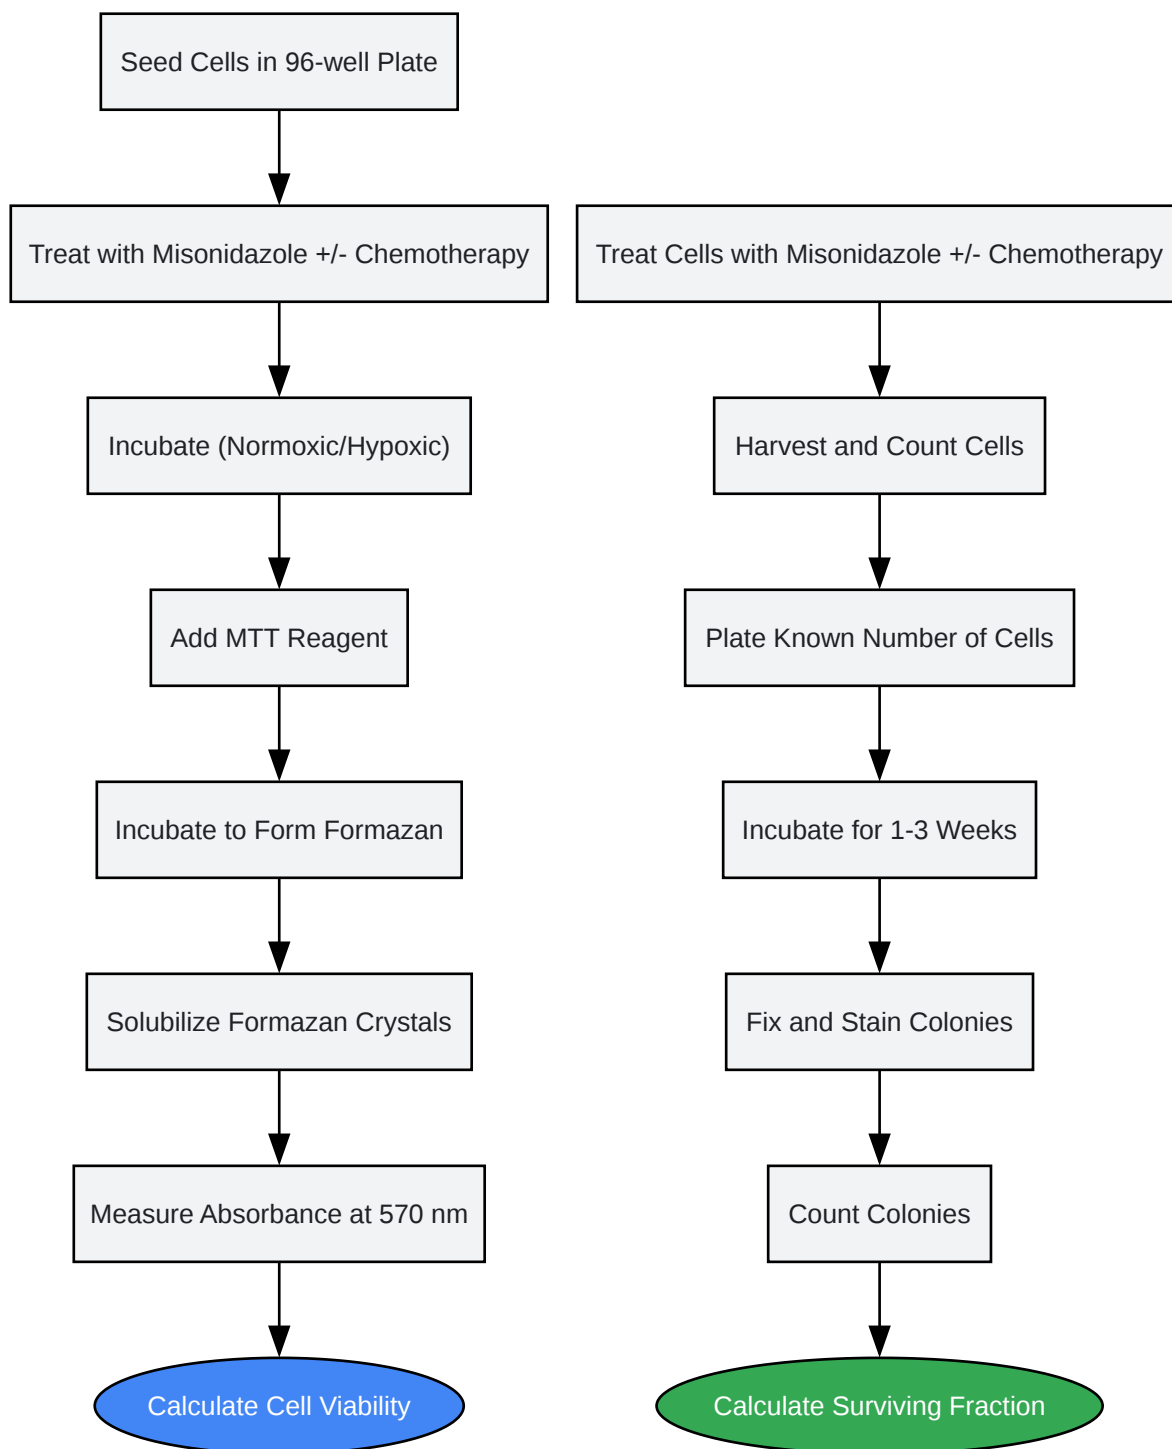 Seed Cells in 96-well Plate
Treat with Misonidazole +/- Chemotherapy
Incubate (Normoxic/Hypoxic)
Add MTT Reagent
Incubate to Form Formazan
Solubilize Formazan Crystals
Measure Absorbance at 570 nm
Calculate Cell Viability
Treat Cells with Misonidazole +/- Chemotherapy
Harvest and Count Cells
Plate Known Number of Cells
Incubate for 1-3 Weeks
Fix and Stain Colonies
Count Colonies
Calculate Surviving Fraction